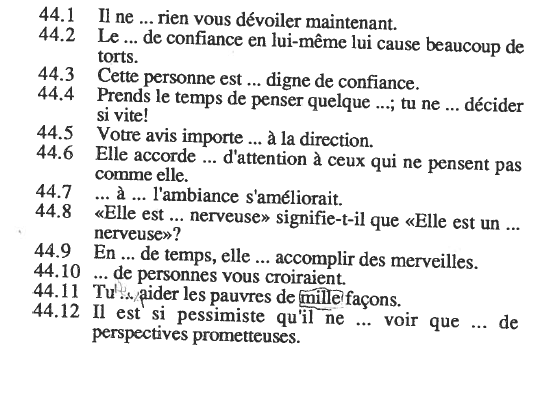 44.1 Il ne ... rien vous dévoiler maintenant.
44.2 Le ... de confiance en lui-même lui cause beaucoup de
torts.
44.3 Cette personne est ... digne de confiance.
44.4 Prends le temps de penser quelque ...; tu ne ... décider
si vite!
44.5 Votre avis importe ... à la direction.
44.6 Elle accorde ... d'attention à ceux qui ne pensent pas
comme elle.
44.7 ... à ... l'ambiance s'améliorait.
44.8 «Elle est ... nerveuse» signifie-t-il que «Elle est un ...
nerveuse»?
44.9 En ... de temps, elle ... accomplir des merveilles.
44.10 ... de personnes vous croiraient.
44.11 Tu ... aider les pauvres de mille façons.
44.12 Il est si pessimiste qu'il ne ... voir que ... de
perspectives prometteuses.